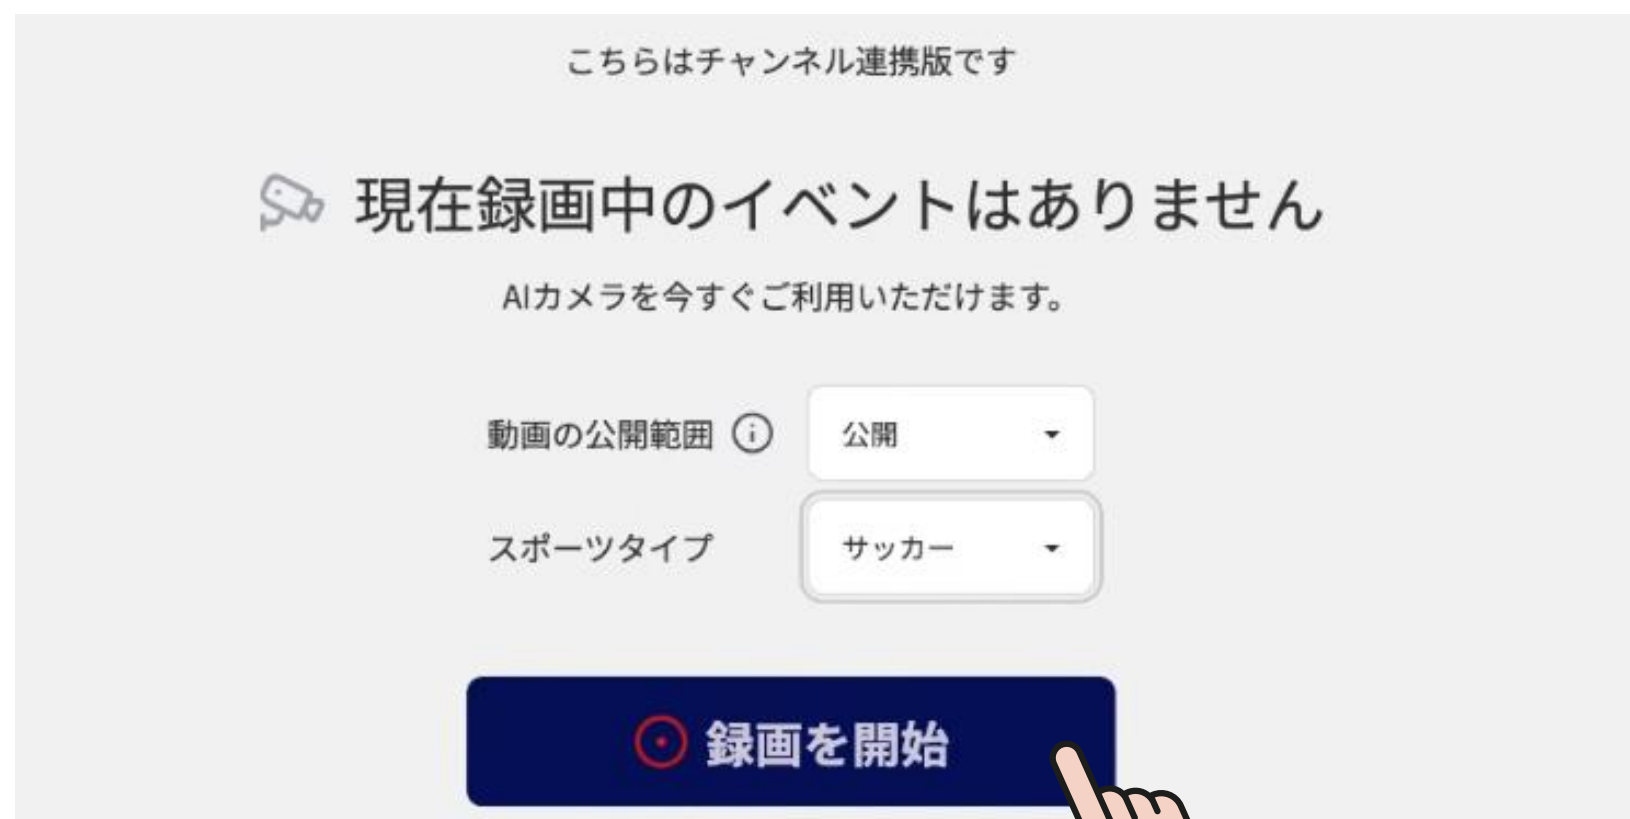 こちらはチャンネル連携版です
現在録画中のイベントはありません
AIカメラを今すぐご利用いただけます。
動画の公開範囲 公開
スポーツタイプ サッカー
録画を開始